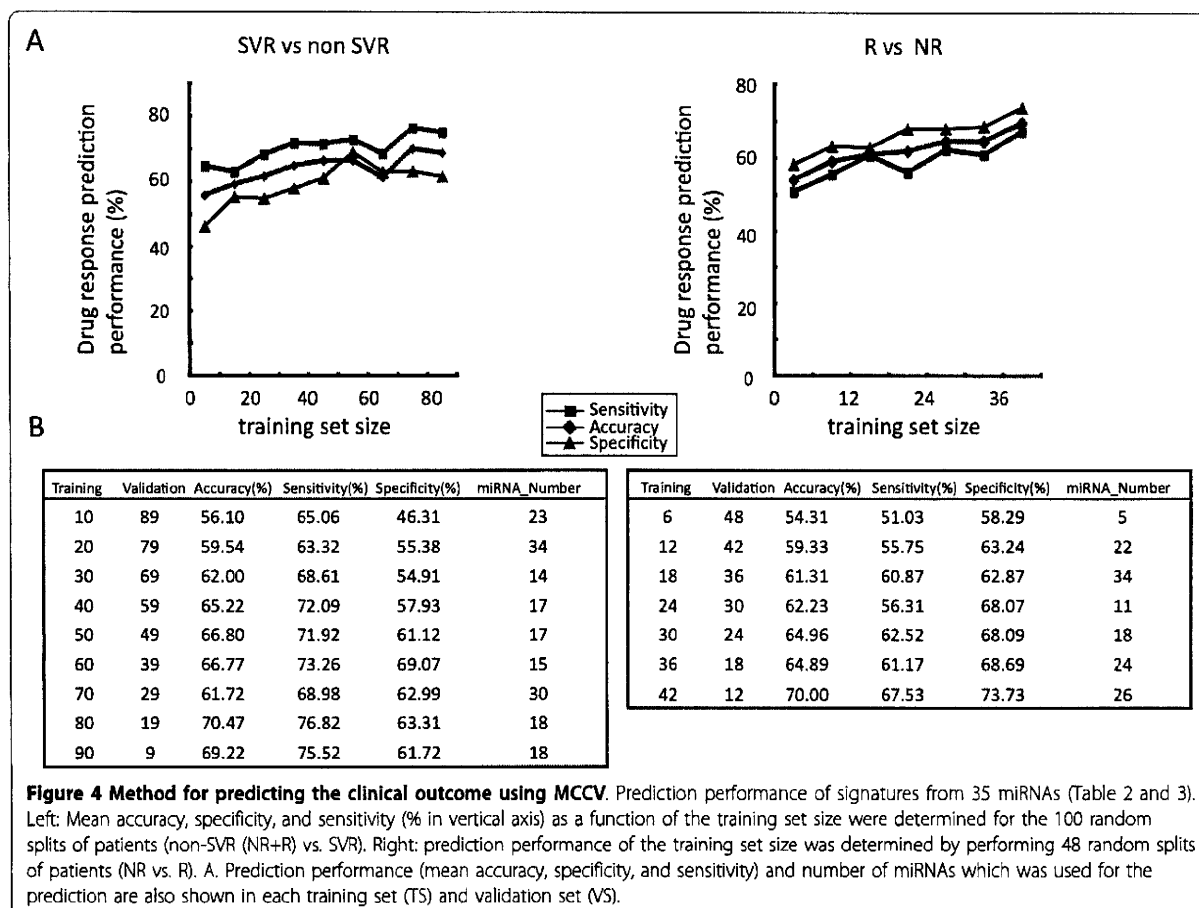 A
SVR vs non SVR
R vs NR
Drug response prediction
performance (%)
80
60
40
20
0
0 20 40 60 80
training set size
Drug response prediction
performance (%)
80
60
40
20
0
0 12 24 36
training set size
Sensitivity
Accuracy
Specificity
B
Training Validation Accuracy(%) Sensitivity(%) Specificity(%) miRNA_Number
10 89 56.10 65.06 46.31 23
20 79 59.54 63.32 55.38 34
30 69 62.00 68.61 54.91 14
40 59 65.22 72.09 57.93 17
50 49 66.80 71.92 61.12 17
60 39 66.77 73.26 69.07 15
70 29 61.72 68.98 62.99 30
80 19 70.47 76.82 63.31 18
90 9 69.22 75.52 61.72 18
Training Validation Accuracy(%) Sensitivity(%) Specificity(%) miRNA_Number
6 48 54.31 51.03 58.29 5
12 42 59.33 55.75 63.24 22
18 36 61.31 60.87 62.87 34
24 30 62.23 56.31 68.07 11
30 24 64.96 62.52 68.09 18
36 18 64.89 61.17 68.69 24
42 12 70.00 67.53 73.73 26
Figure 4 Method for predicting the clinical outcome using MCCV. Prediction performance of signatures from 35 miRNAs (Table 2 and 3).
Left: Mean accuracy, specificity, and sensitivity (% in vertical axis) as a function of the training set size were determined for the 100 random
splits of patients (non-SVR (NR+R) vs. SVR). Right: prediction performance of the training set size was determined by performing 48 random splits
of patients (NR vs. R). A. Prediction performance (mean accuracy, specificity, and sensitivity) and number of miRNAs which was used for the
prediction are also shown in each training set (TS) and validation set (VS).